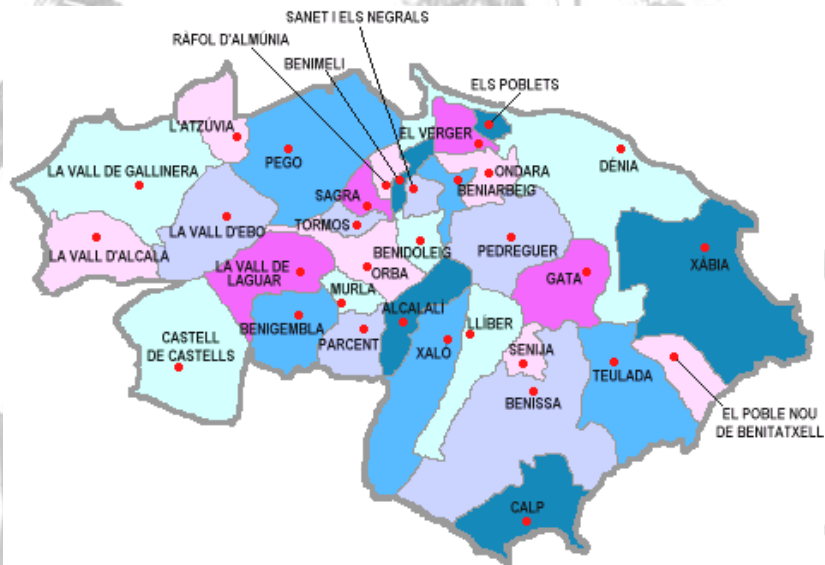 SANET I ELS NEGRALS
RÀFOL D'ALMÚNIA
BENIMELI
ELS POBLETS
L'ATZÚVIA
EL VERGER
PEGO
ONDARA
DÉNIA
LA VALL DE GALLINERA
BENIARBEIG
SAGRA
LA VALL D'EBO
TORMOS
LA VALL D'ALCALA
BENIDOLEIG
PEDREGUER
XÀBIA
LA VALL DE
LAGUAR
ORBA
GATA
MURLA
ALCALALÍ
BENIGEMBLA
LLÍBER
CASTELL
DE CASTELLS
PARCENT
XALÓ
SENIJA
TEULADA
BENISSA
EL POBLE NOU
DE BENITATXELL
CALP